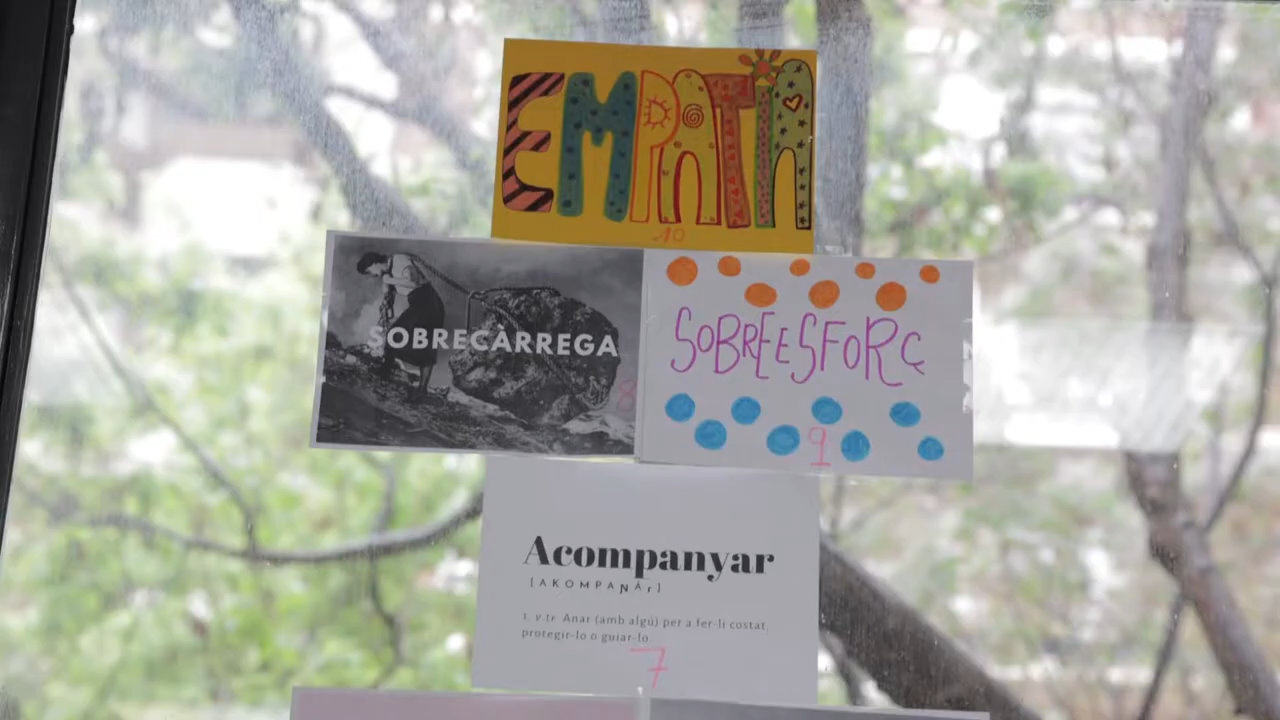 EMPATIA
10
SOBRECÀRREGA
8
SOBREESFORÇ
9
Acompanyar
[AKOMPAɲÁɾ]
1. v.tr. Anar (amb algú) per a fer-li costat,
protegir-lo o guiar-lo.
7